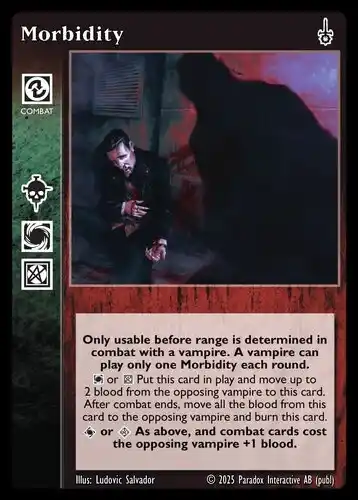 Morbidity
COMBAT
Only usable before range is determined in
combat with a vampire. A vampire can
play only one Morbidity each round.
or Put this card in play and move up to
2 blood from the opposing vampire to this card.
After combat ends, move all the blood from this
card to the opposing vampire and burn this card.
or As above, and combat cards cost
the opposing vampire +1 blood.
Illus: Ludovic Salvador © 2025 Paradox Interactive AB (publ)